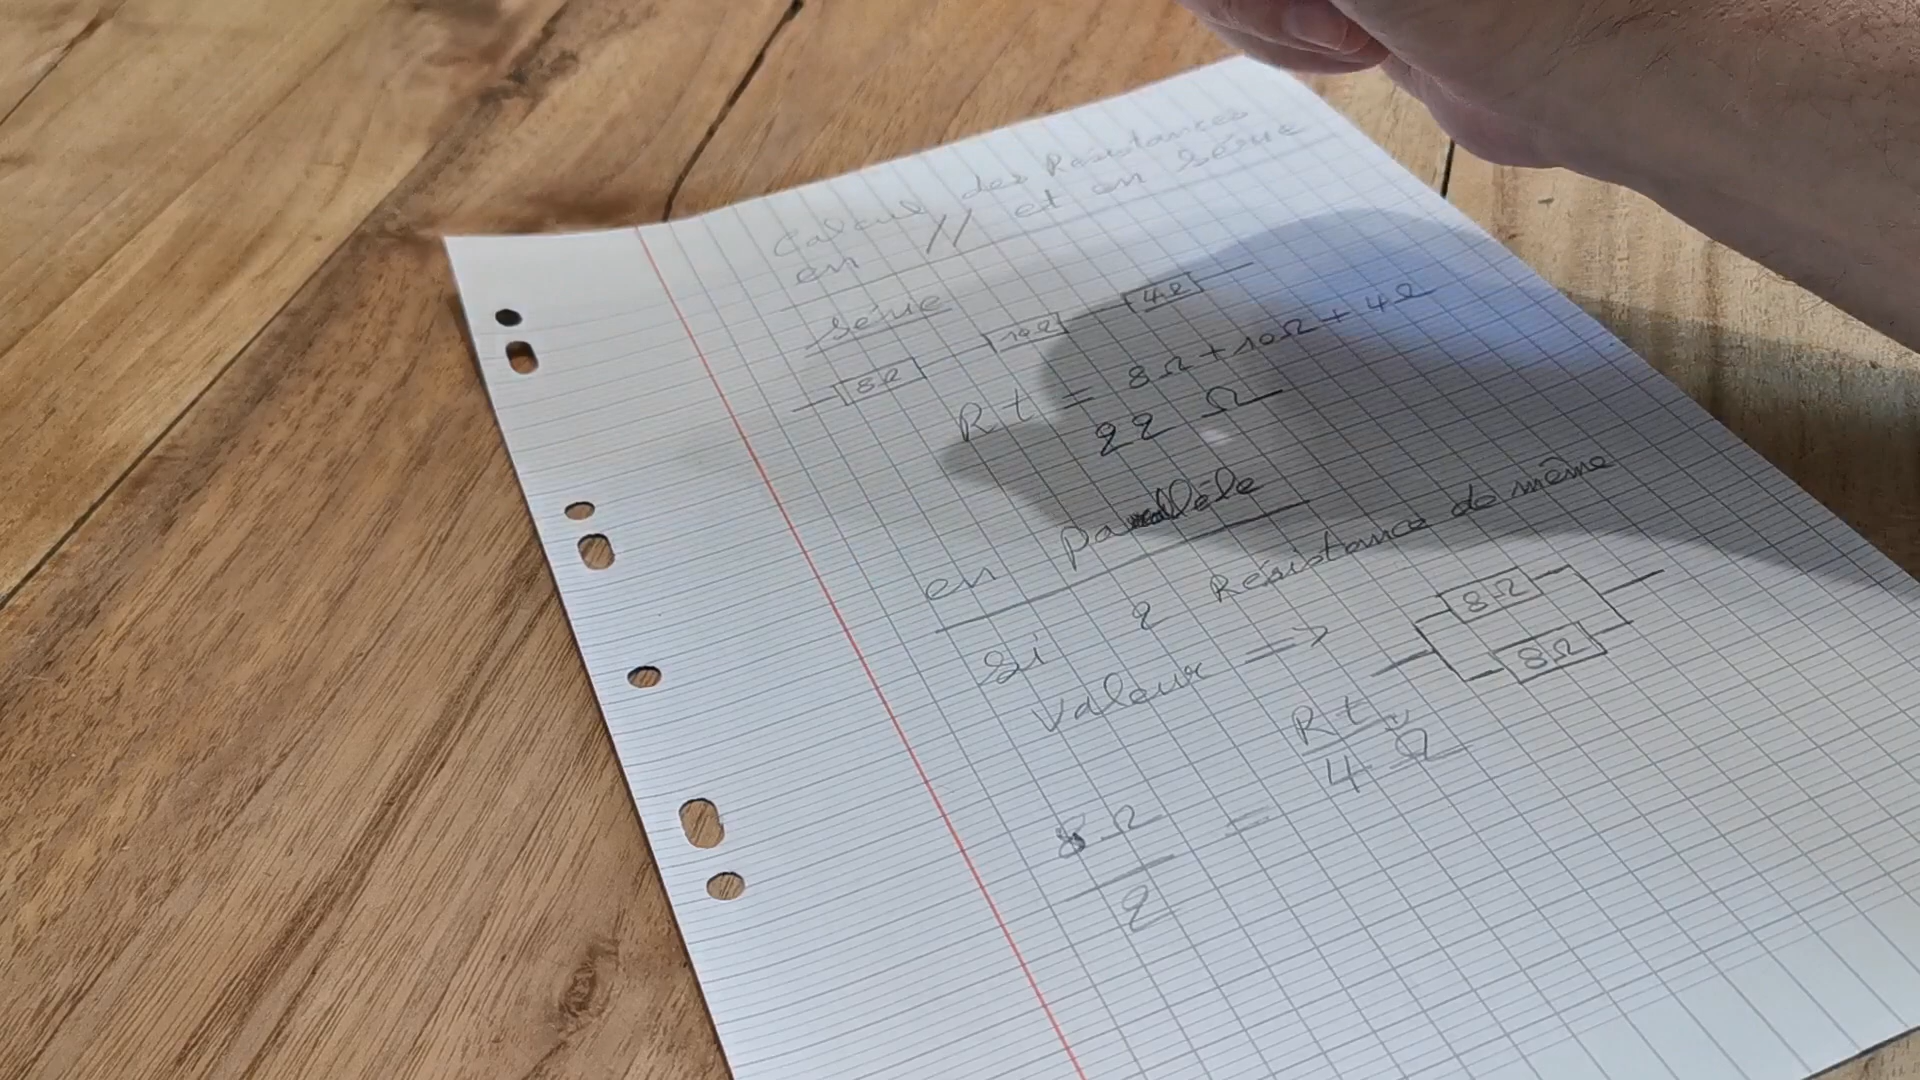 Calcul des Résistances
en // et en série
série
8Ω 10Ω 4Ω
Rt = 8Ω + 10Ω + 4Ω
22 Ω
en parallèle
Si 2 Résistance de même
valeur =>
8Ω
8Ω
Rt
8Ω = 4 Ω
2